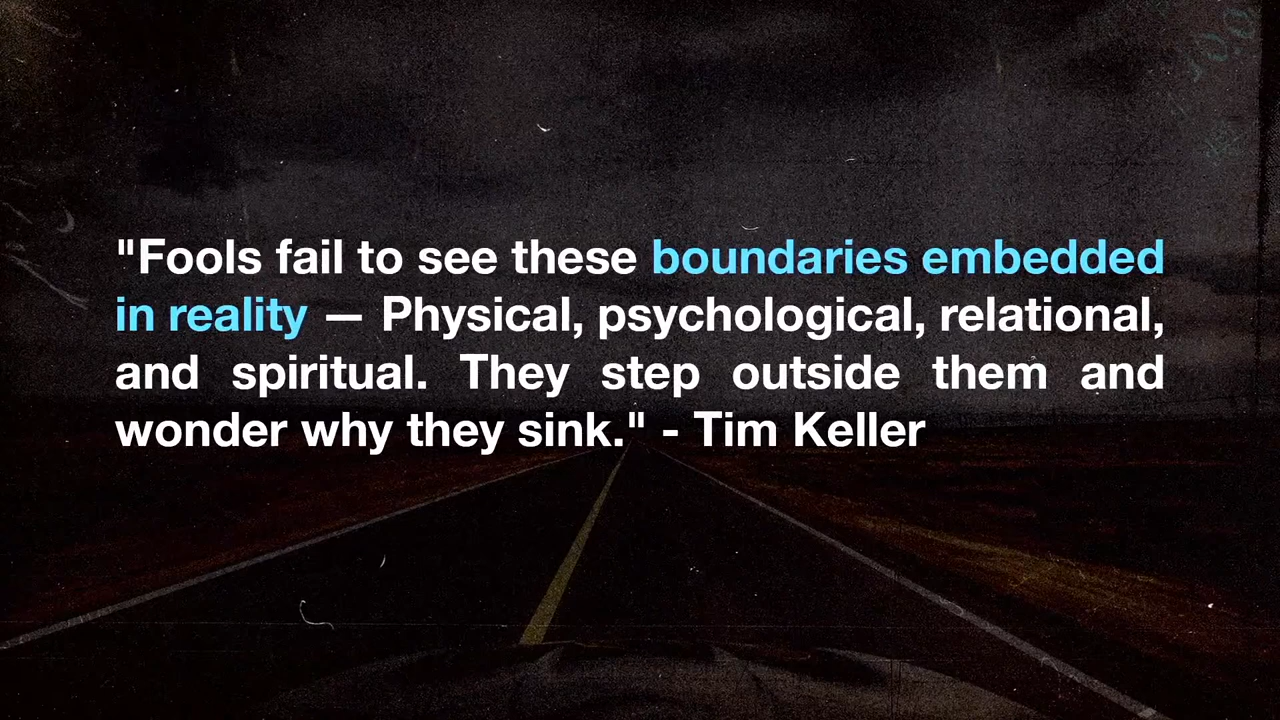 "Fools fail to see these boundaries embedded
in reality — Physical, psychological, relational,
and spiritual. They step outside them and
wonder why they sink." - Tim Keller